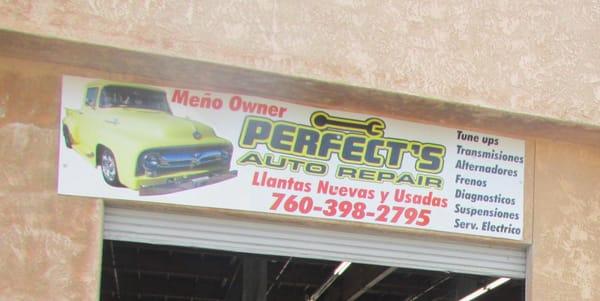 Meño Owner
PERFECT'S
AUTO REPAIR
Llantas Nuevas y Usadas
760-398-2795
Tune ups
Transmisiones
Alternadores
Frenos
Diagnosticos
Suspensiones
Serv. Electrico